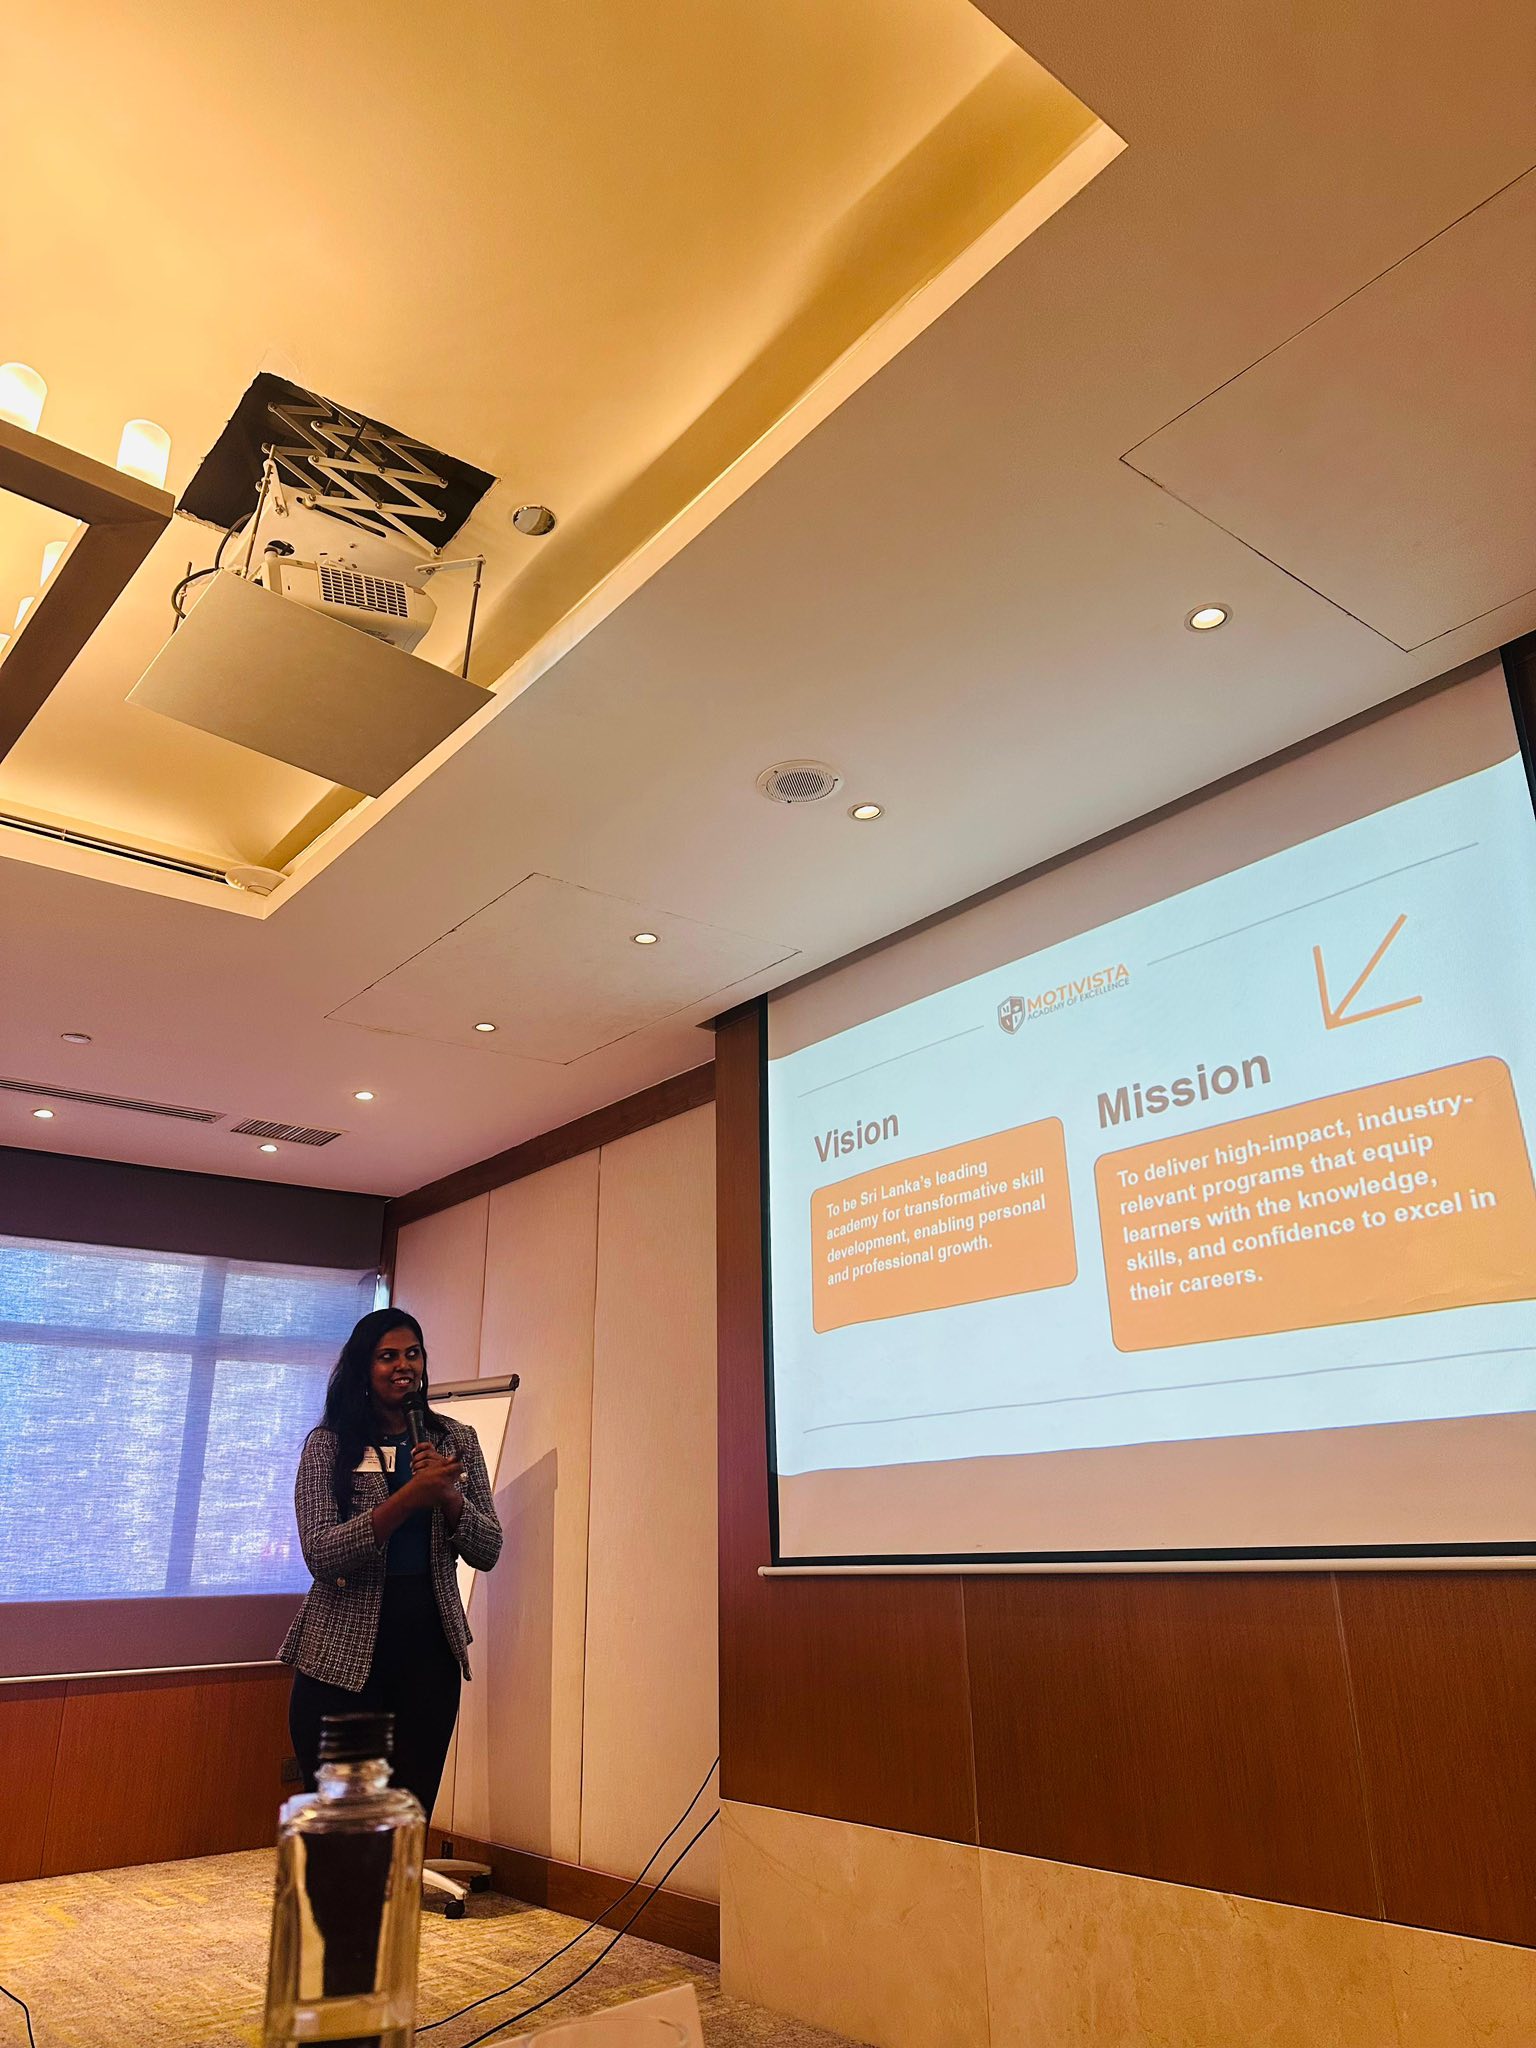 MOTIVISTA
ACADEMY OF EXCELLENCE
Vision
To be Sri Lanka's leading
academy for transformative skill
development, enabling personal
and professional growth.
Mission
To deliver high-impact, industry-
relevant programs that equip
learners with the knowledge,
skills, and confidence to excel in
their careers.